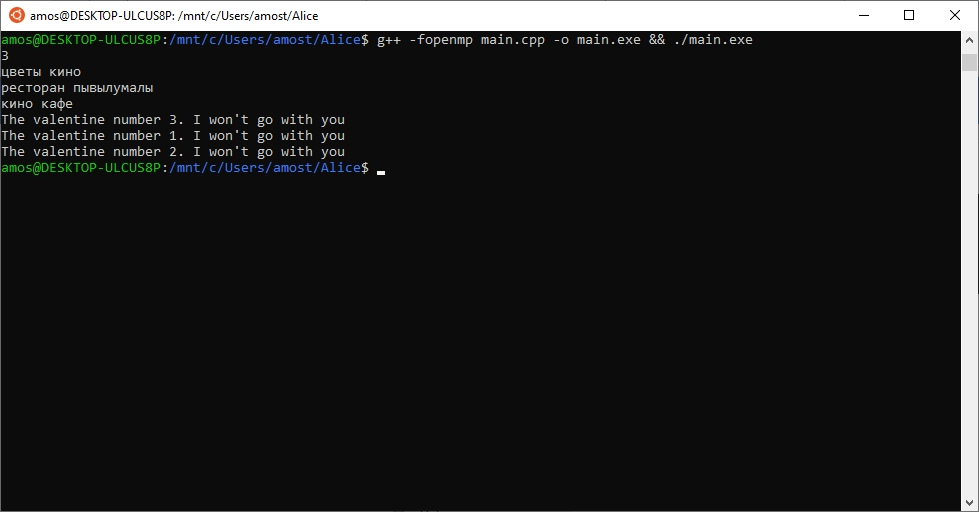 amos@DESKTOP-ULCUS8P: /mnt/c/Users/amost/Alice
amos@DESKTOP-ULCUS8P:/mnt/c/Users/amost/Alice$ g++ -fopenmp main.cpp -o main.exe && ./main.exe
3
цветы кино
ресторан пывылумалы
кино кафе
The valentine number 3. I won't go with you
The valentine number 1. I won't go with you
The valentine number 2. I won't go with you
amos@DESKTOP-ULCUS8P:/mnt/c/Users/amost/Alice$